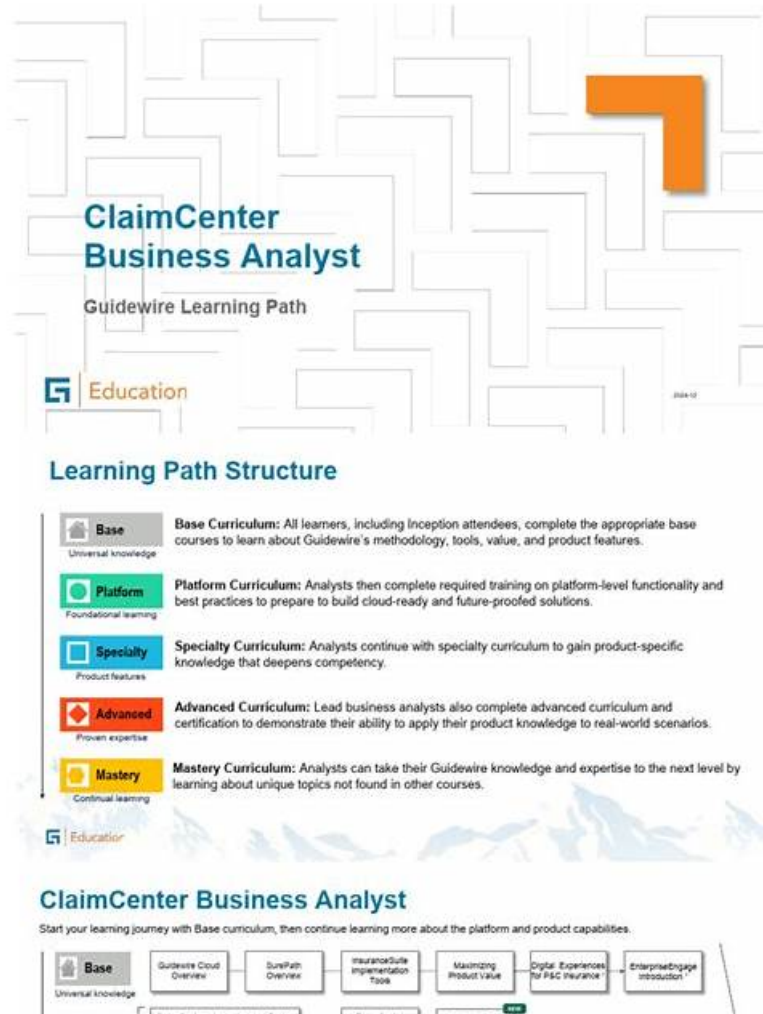 ClaimCenter
Business Analyst
Guidewire Learning Path
Education
Learning Path Structure
Base
Universal knowledge
Base Curriculum: All learners, including Inception attendees, complete the appropriate base
courses to learn about Guidewire's methodology, tools, value, and product features.
Platform
Foundational learning
Platform Curriculum: Analysts then complete required training on platform-level functionality and
best practices to prepare to build cloud-ready and future-proofed solutions.
Specialty
Product features
Specialty Curriculum: Analysts continue with specialty curriculum to gain product-specific
knowledge that deepens competency.
Advanced
Proven expertise
Advanced Curriculum: Lead business analysts also complete advanced curriculum and
certification to demonstrate their ability to apply their product knowledge to real-world scenarios.
Mastery
Continual learning
Mastery Curriculum: Analysts can take their Guidewire knowledge and expertise to the next level by
learning about unique topics not found in other courses.
Education
ClaimCenter Business Analyst
Start your learning journey with Base curriculum, then continue learning more about the platform and product capabilities.
Base
Universal knowledge
Guidewire Cloud
Overview
SurePath
Overview
InsuranceSuite
Implementation
Tools
Maximizing
Product Value
Digital Experiences
for P&C Insurance
EnterpriseEngage
Introduction
NEW